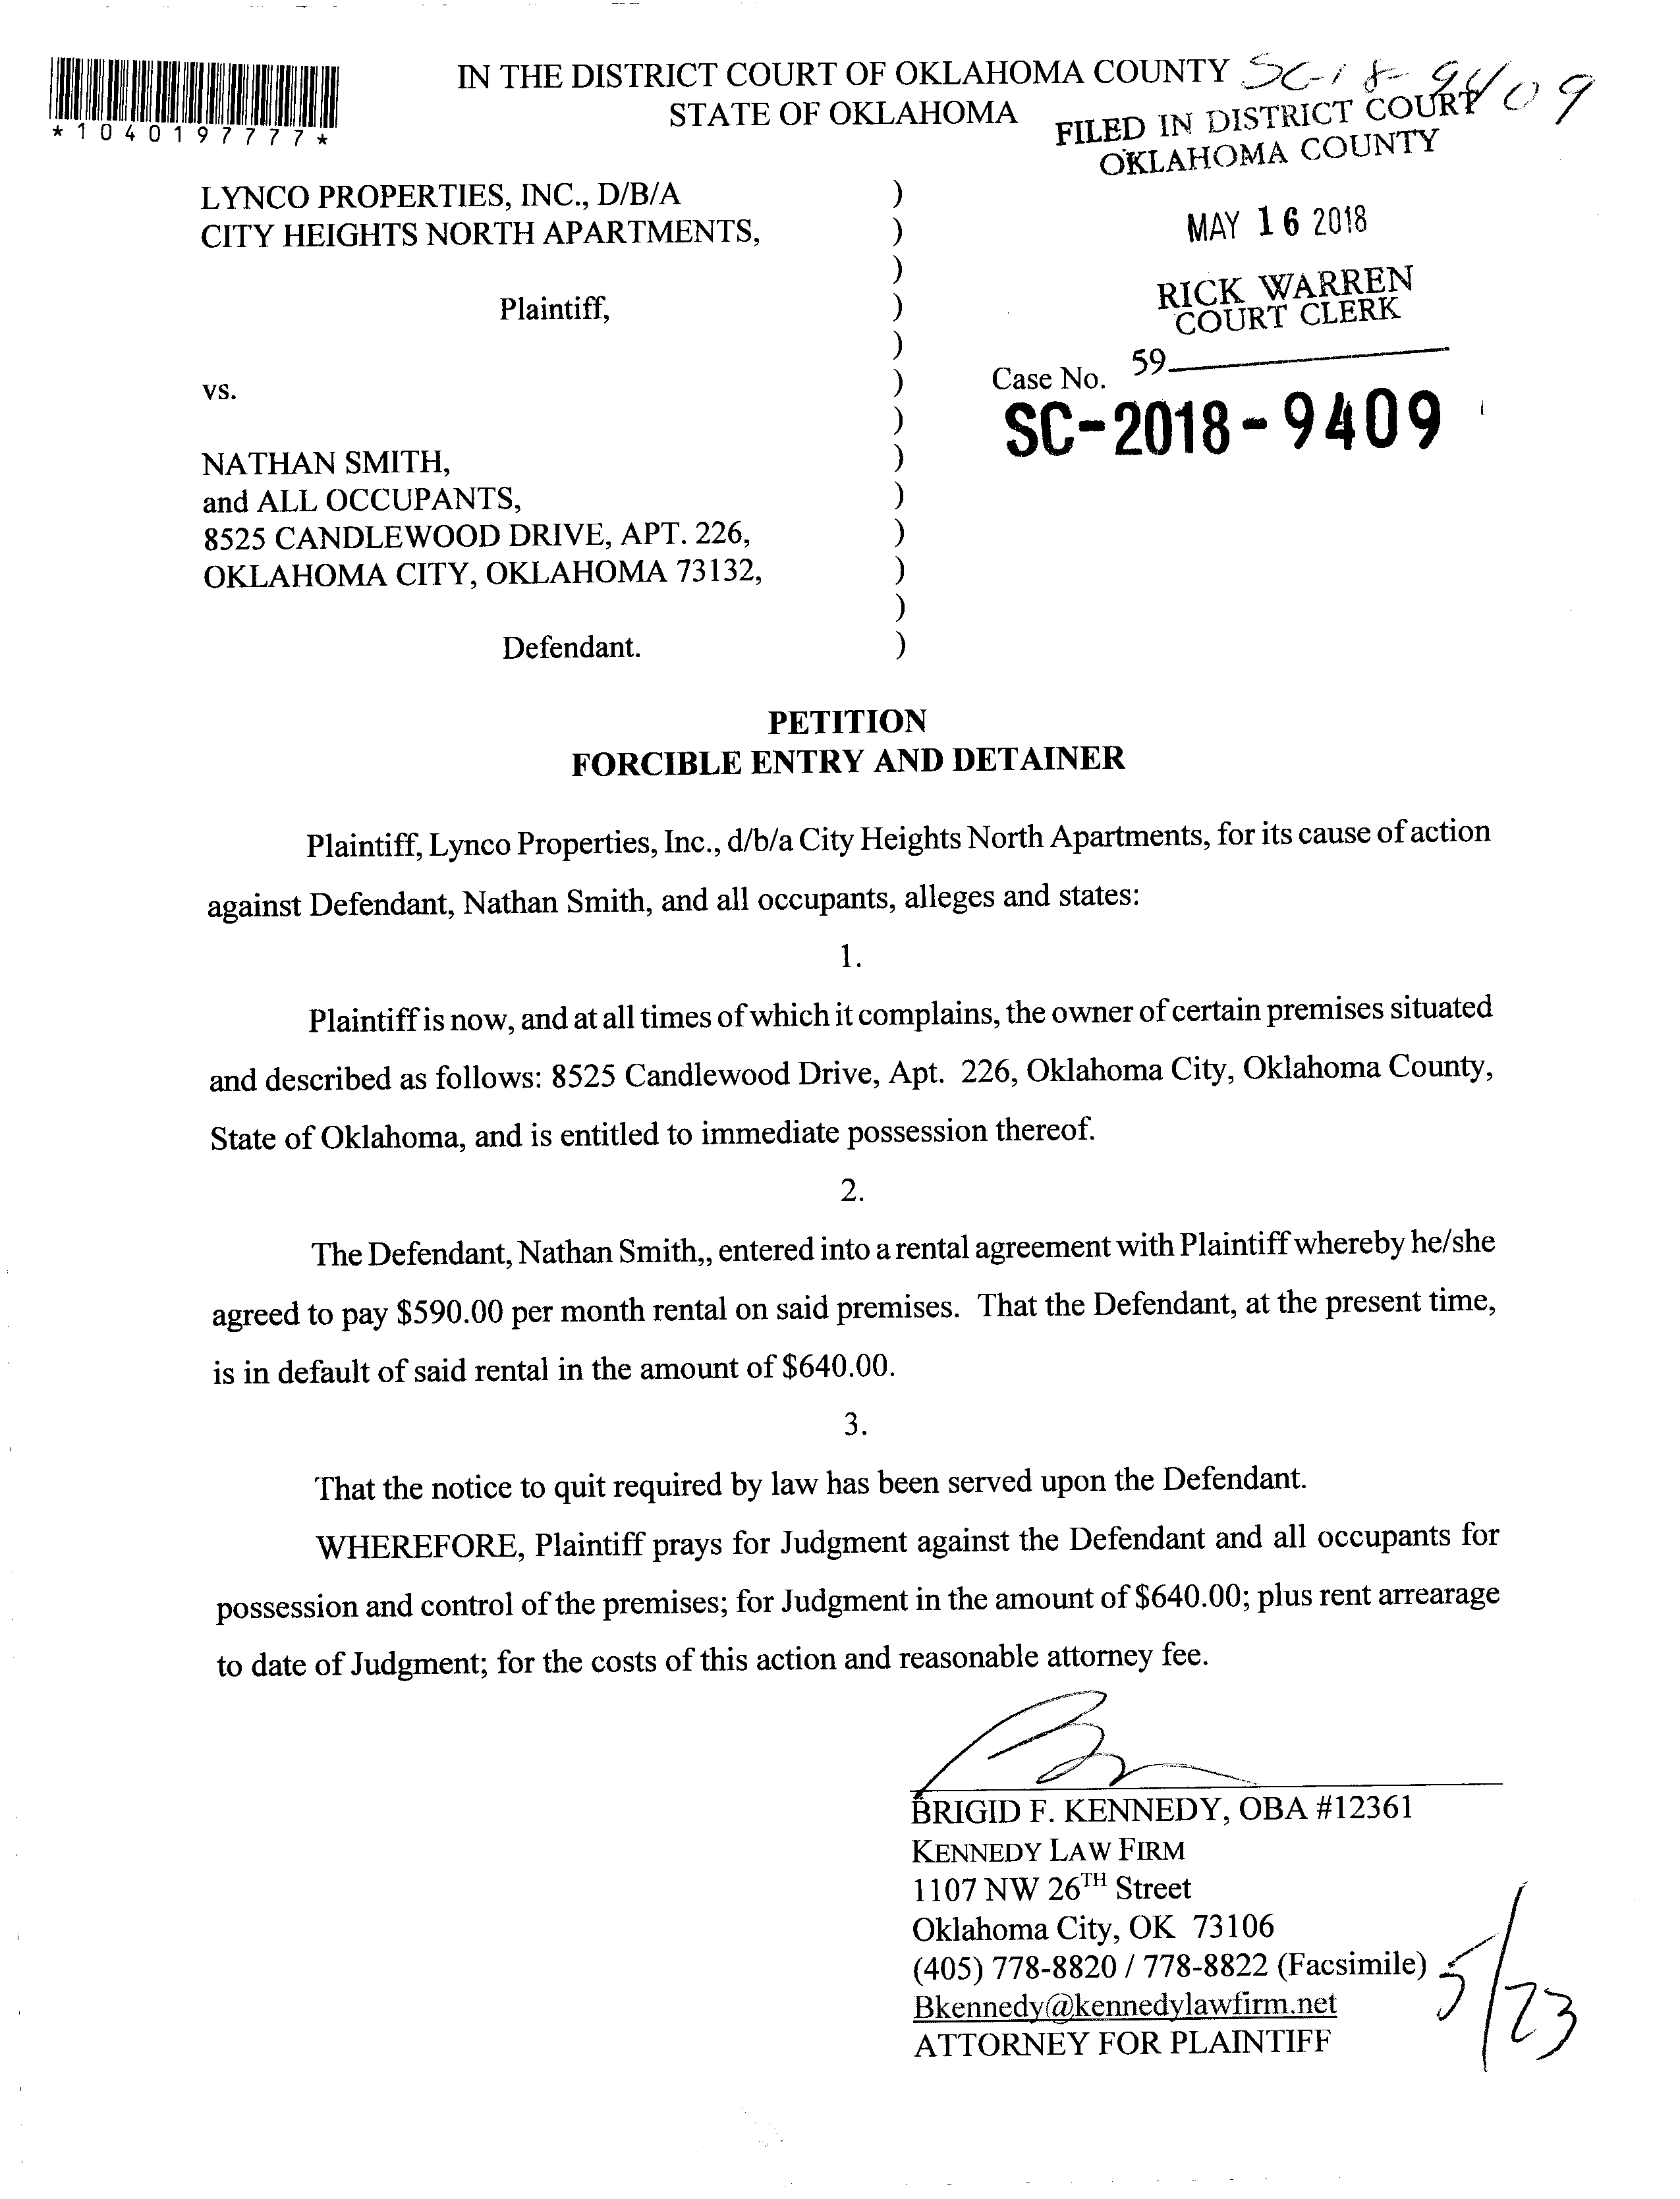 IN THE DISTRICT COURT OF OKLAHOMA COUNTY SC-18-9409
STATE OF OKLAHOMA
*1040197777*
FILED IN DISTRICT COURT
OKLAHOMA COUNTY
MAY 16 2018
RICK WARREN
COURT CLERK
59
LYNCO PROPERTIES, INC., D/B/A )
CITY HEIGHTS NORTH APARTMENTS, )
)
Plaintiff, )
)
vs. ) Case No.
) SC-2018-9409
NATHAN SMITH, )
and ALL OCCUPANTS, )
8525 CANDLEWOOD DRIVE, APT. 226, )
OKLAHOMA CITY, OKLAHOMA 73132, )
)
Defendant. )
PETITION
FORCIBLE ENTRY AND DETAINER
Plaintiff, Lynco Properties, Inc., d/b/a City Heights North Apartments, for its cause of action
against Defendant, Nathan Smith, and all occupants, alleges and states:
1.
Plaintiff is now, and at all times of which it complains, the owner of certain premises situated
and described as follows: 8525 Candlewood Drive, Apt. 226, Oklahoma City, Oklahoma County,
State of Oklahoma, and is entitled to immediate possession thereof.
2.
The Defendant, Nathan Smith,, entered into a rental agreement with Plaintiff whereby he/she
agreed to pay $590.00 per month rental on said premises. That the Defendant, at the present time,
is in default of said rental in the amount of $640.00.
3.
That the notice to quit required by law has been served upon the Defendant.
WHEREFORE, Plaintiff prays for Judgment against the Defendant and all occupants for
possession and control of the premises; for Judgment in the amount of $640.00; plus rent arrearage
to date of Judgment; for the costs of this action and reasonable attorney fee.
BRIGID F. KENNEDY, OBA #12361
KENNEDY LAW FIRM
1107 NW 26TH Street
Oklahoma City, OK 73106
(405) 778-8820 / 778-8822 (Facsimile)
Bkennedy@kennedylawfirm.net
ATTORNEY FOR PLAINTIFF
5/23